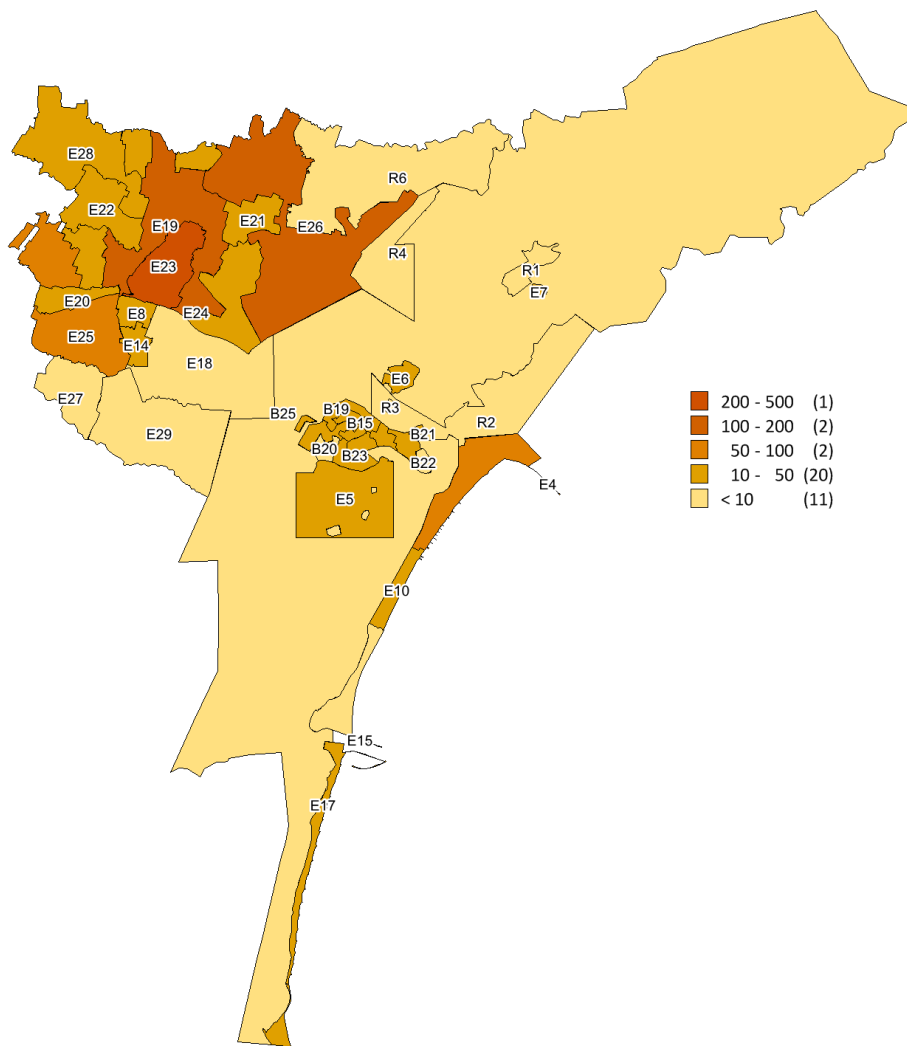 E28
R6
E22
E21
E19
E26
R4
E23
R1
E7
E20
E8
E24
E25
E14
E18
E6
E27
B25
B19
R3
B15
R2
E29
B21
B20
B23
B22
E5
E4
E10
E15
E17
200 - 500 (1)
100 - 200 (2)
50 - 100 (2)
10 - 50 (20)
< 10 (11)